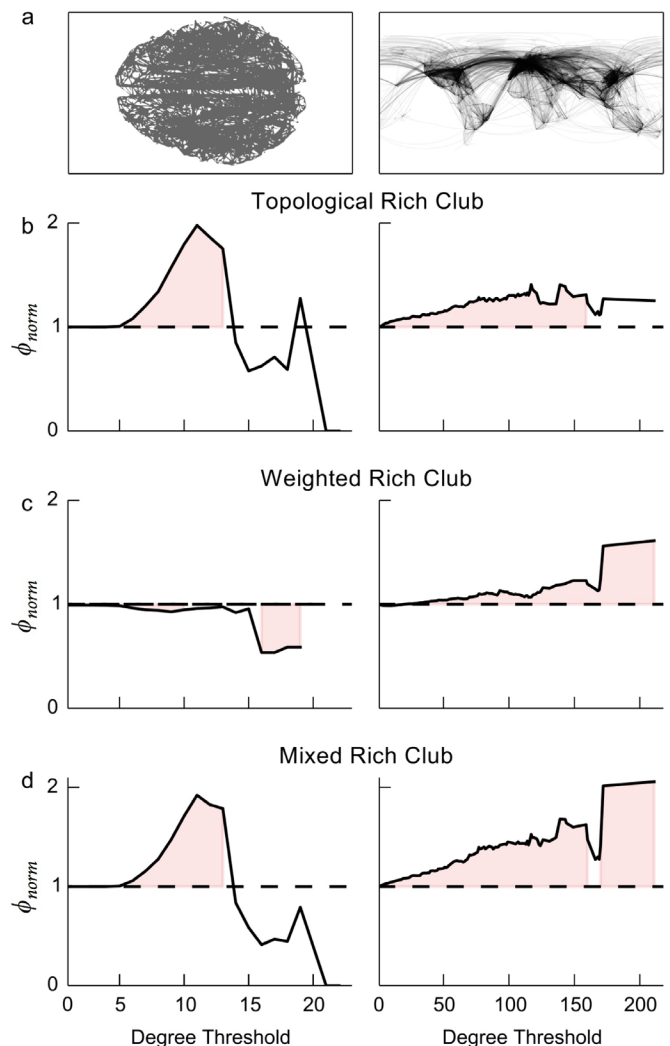 a
Topological Rich Club
b
2
1
0
ϕnorm
Weighted Rich Club
c
2
1
0
ϕnorm
Mixed Rich Club
d
2
1
0
ϕnorm
0 5 10 15 20
0 50 100 150 200
Degree Threshold
Degree Threshold